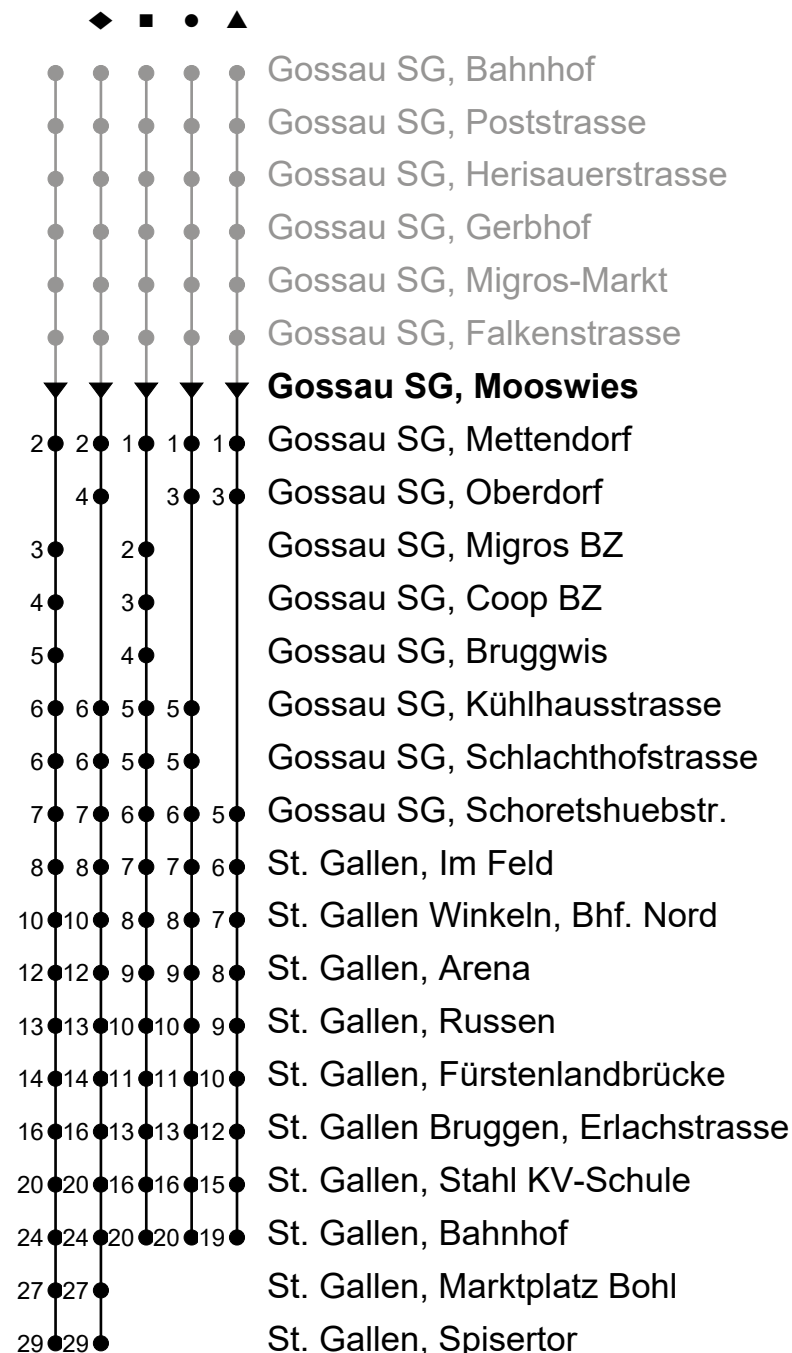 Gossau SG, Bahnhof
Gossau SG, Poststrasse
Gossau SG, Herisauerstrasse
Gossau SG, Gerbhof
Gossau SG, Migros-Markt
Gossau SG, Falkenstrasse
Gossau SG, Mooswies
2 2 1 1 1 Gossau SG, Mettendorf
4 3 3 Gossau SG, Oberdorf
3 2 Gossau SG, Migros BZ
4 3 Gossau SG, Coop BZ
5 4 Gossau SG, Bruggwis
6 6 5 5 Gossau SG, Kühlhausstrasse
6 6 5 5 Gossau SG, Schlachthofstrasse
7 7 6 6 5 Gossau SG, Schoretshuebstr.
8 8 7 7 6 St. Gallen, Im Feld
10 10 8 8 7 St. Gallen Winkeln, Bhf. Nord
12 12 9 9 8 St. Gallen, Arena
13 13 10 10 9 St. Gallen, Russen
14 14 11 11 10 St. Gallen, Fürstenlandbrücke
16 16 13 13 12 St. Gallen Bruggen, Erlachstrasse
20 20 16 16 15 St. Gallen, Stahl KV-Schule
24 24 20 20 19 St. Gallen, Bahnhof
27 27 St. Gallen, Marktplatz Bohl
29 29 St. Gallen, Spisertor